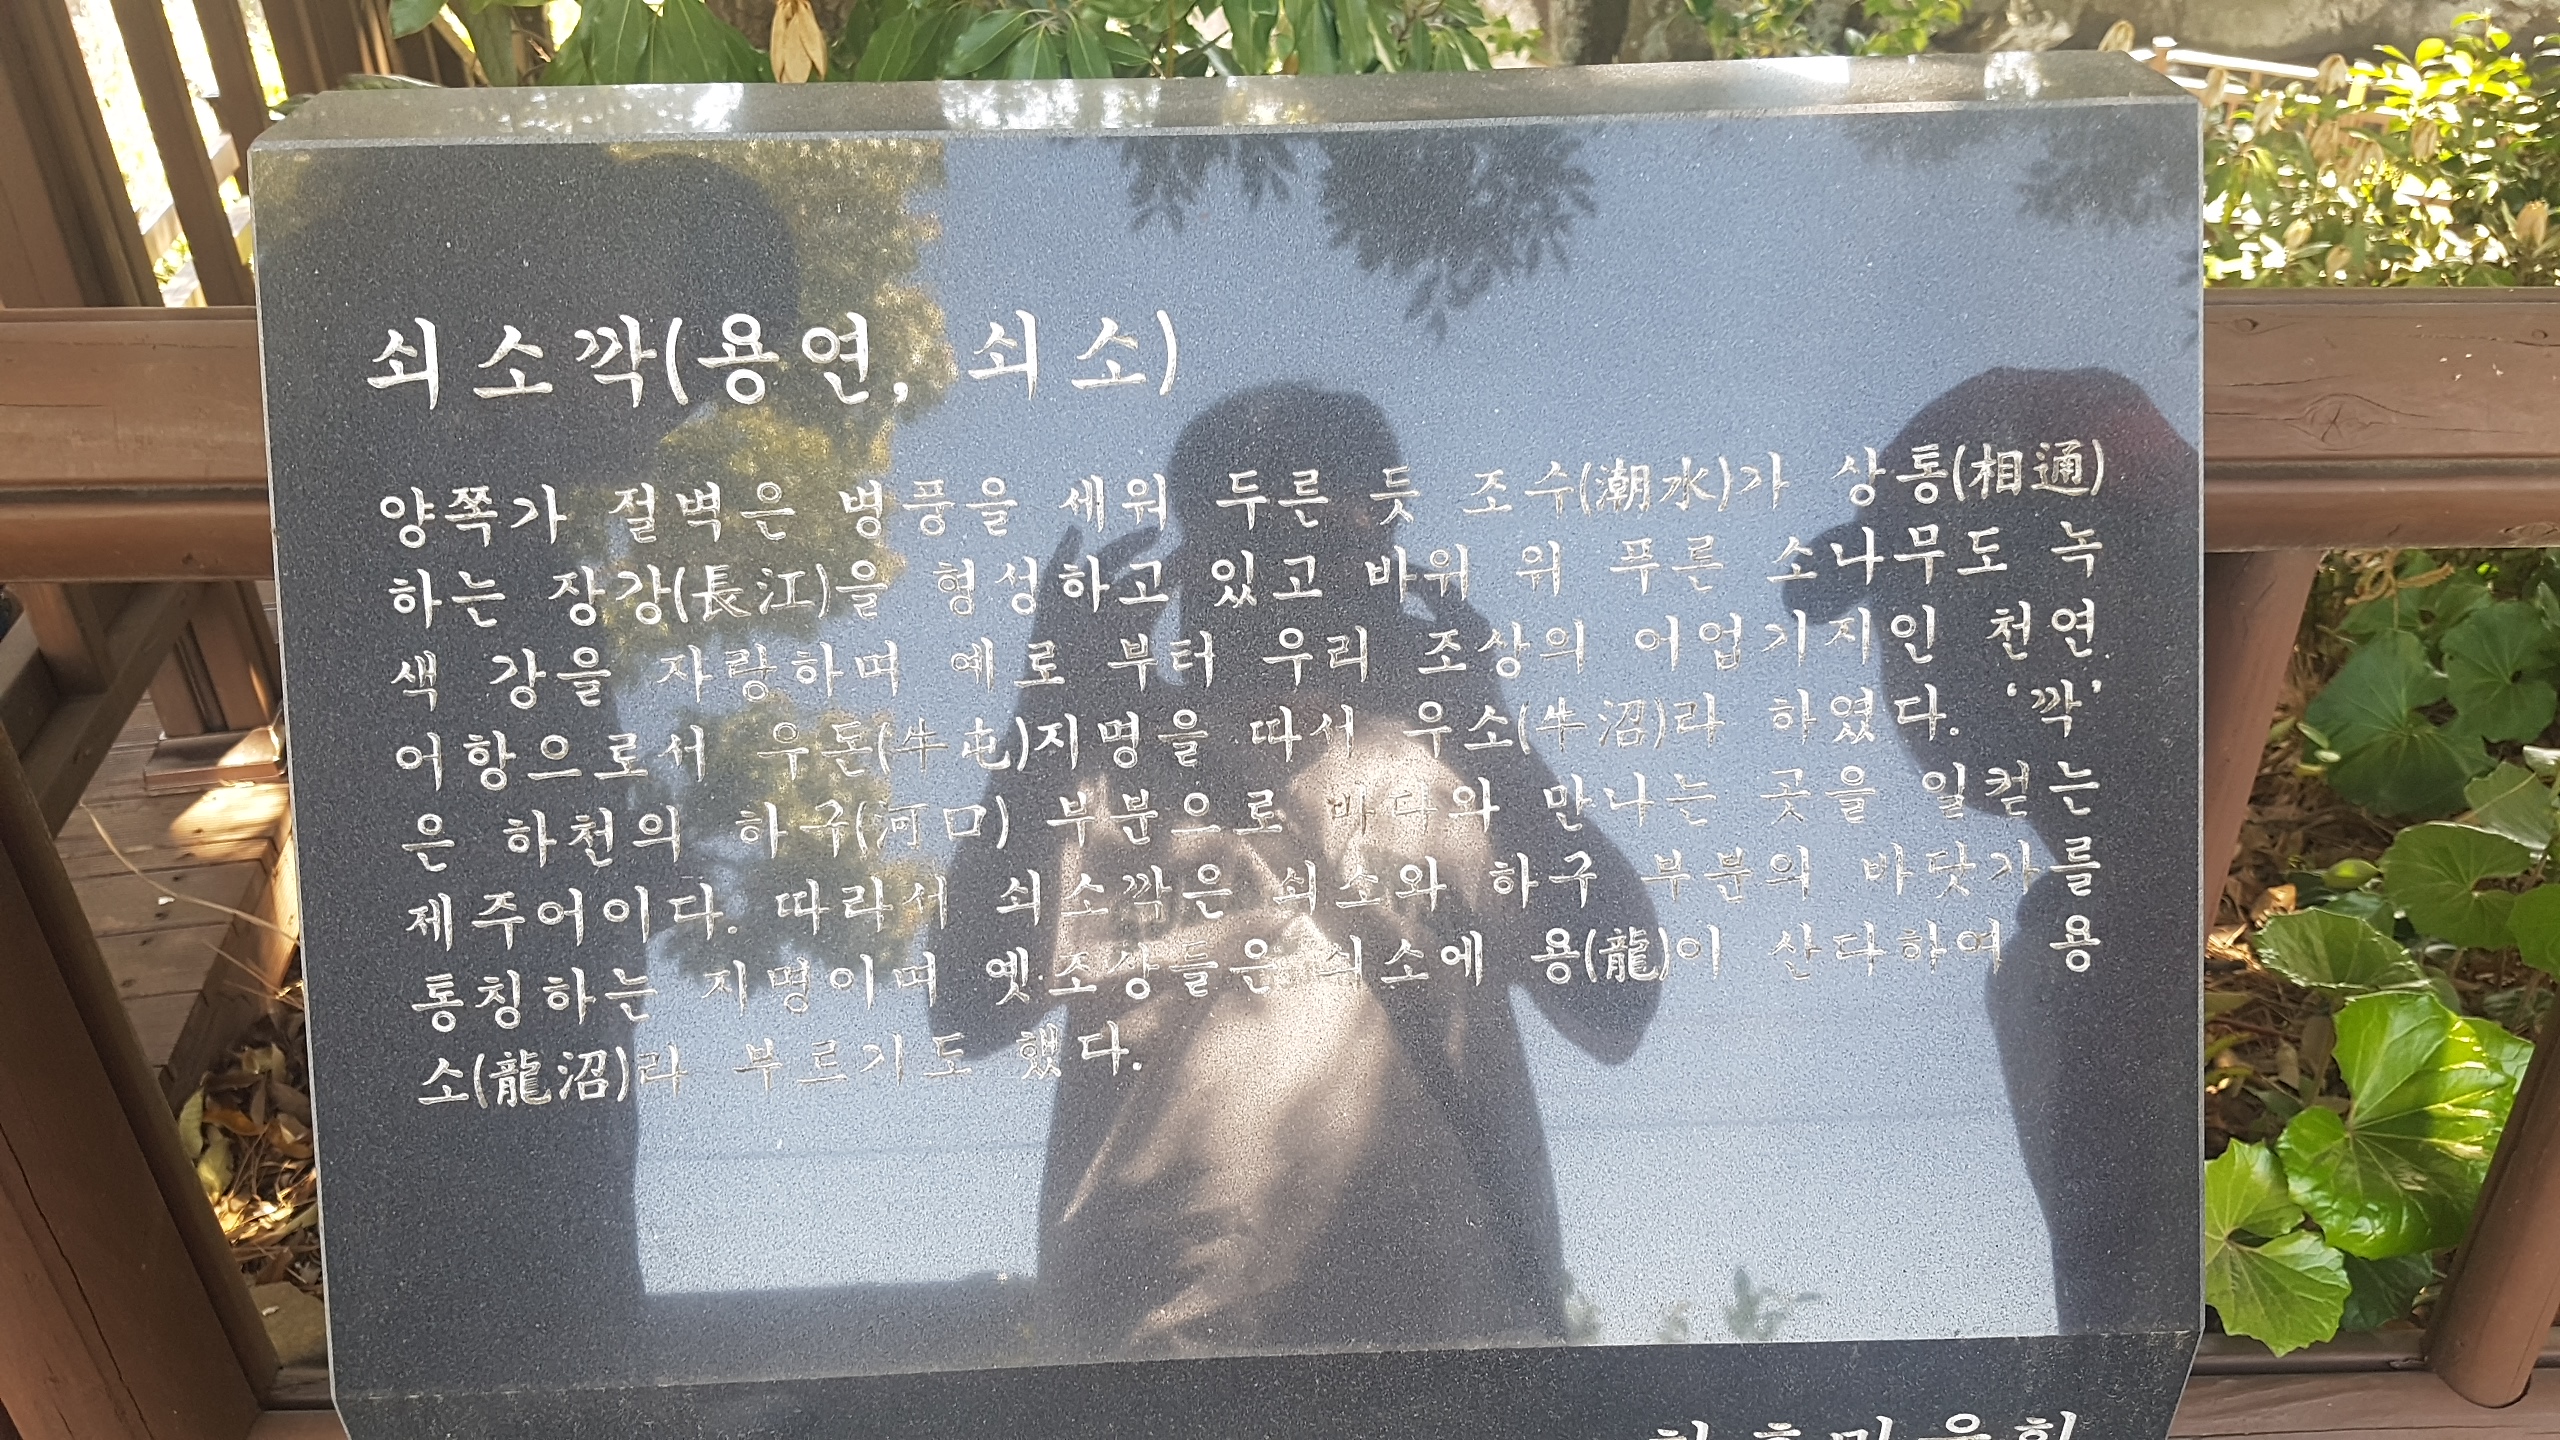 쇠소깍(용연, 쇠소)
양쪽가 절벽은 병풍을 세워 두른 듯 조수(潮水)가 상통(相通)
하는 장강(長江)을 형성하고 있고 바위 위 푸른 소나무도 녹
색 강을 자랑하며 예로 부터 우리 조상의 어업기지인 천연
어항으로서 우돈(牛屯)지명을 따서 우소(牛沼)라 하였다. ‘깍’
은 하천의 하구(河口) 부분으로 바다와 만나는 곳을 일컫는
제주어이다. 따라서 쇠소깍은 쇠소와 하구 부분의 바닷가를
통칭하는 지명이며 옛 조상들은 쇠소에 용(龍)이 산다하여 용
소(龍沼)라 부르기도 했다.